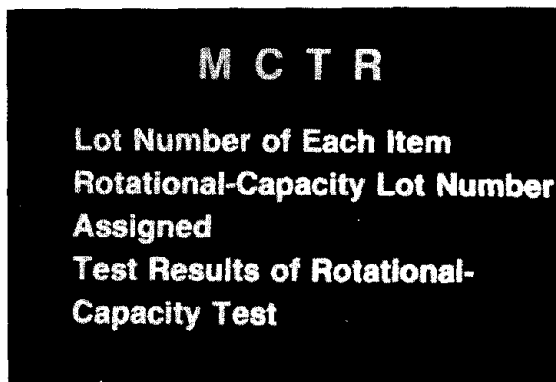 M C T R
Lot Number of Each Item
Rotational-Capacity Lot Number
Assigned
Test Results of Rotational-
Capacity Test